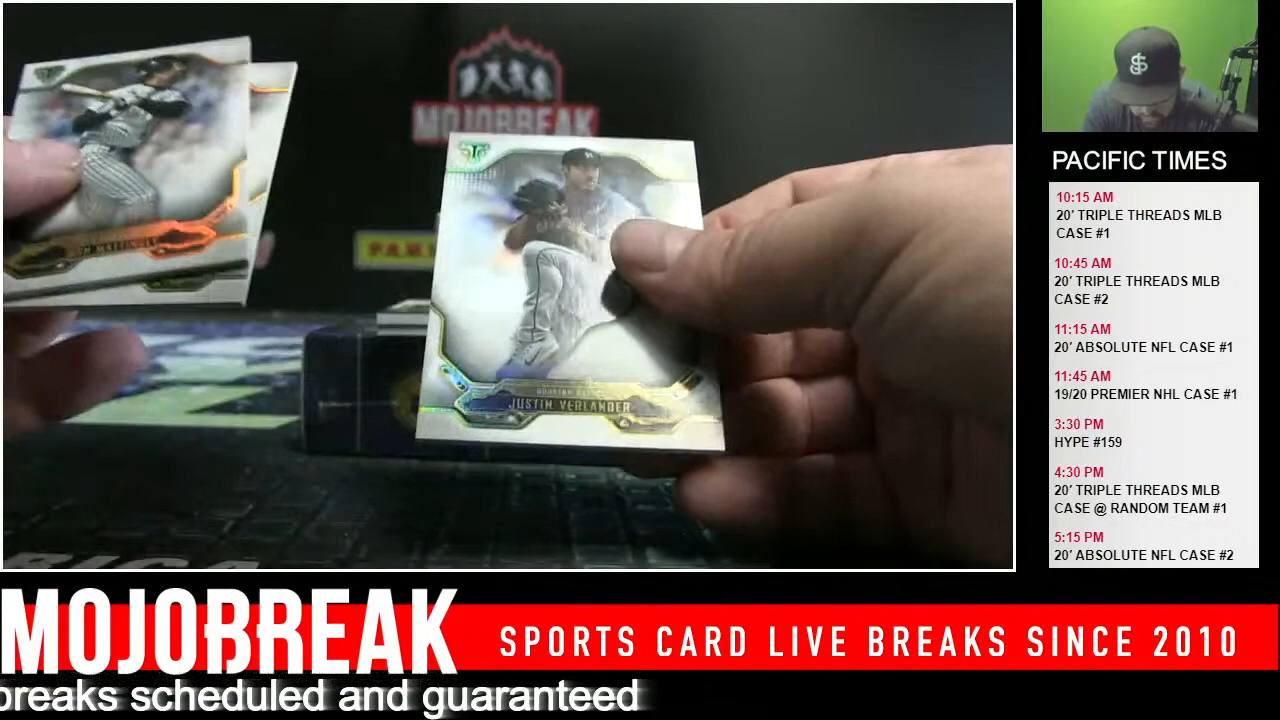 MOJOBREAK
JUSTIN VERLANDER
PACIFIC TIMES
10:15 AM
20' TRIPLE THREADS MLB
CASE #1
10:45 AM
20' TRIPLE THREADS MLB
CASE #2
11:15 AM
20' ABSOLUTE NFL CASE #1
11:45 AM
19/20 PREMIER NHL CASE #1
3:30 PM
HYPE #159
4:30 PM
20' TRIPLE THREADS MLB
CASE @ RANDOM TEAM #1
5:15 PM
20' ABSOLUTE NFL CASE #2
MOJOBREAK
SPORTS CARD LIVE BREAKS SINCE 2010
breaks scheduled and guaranteed